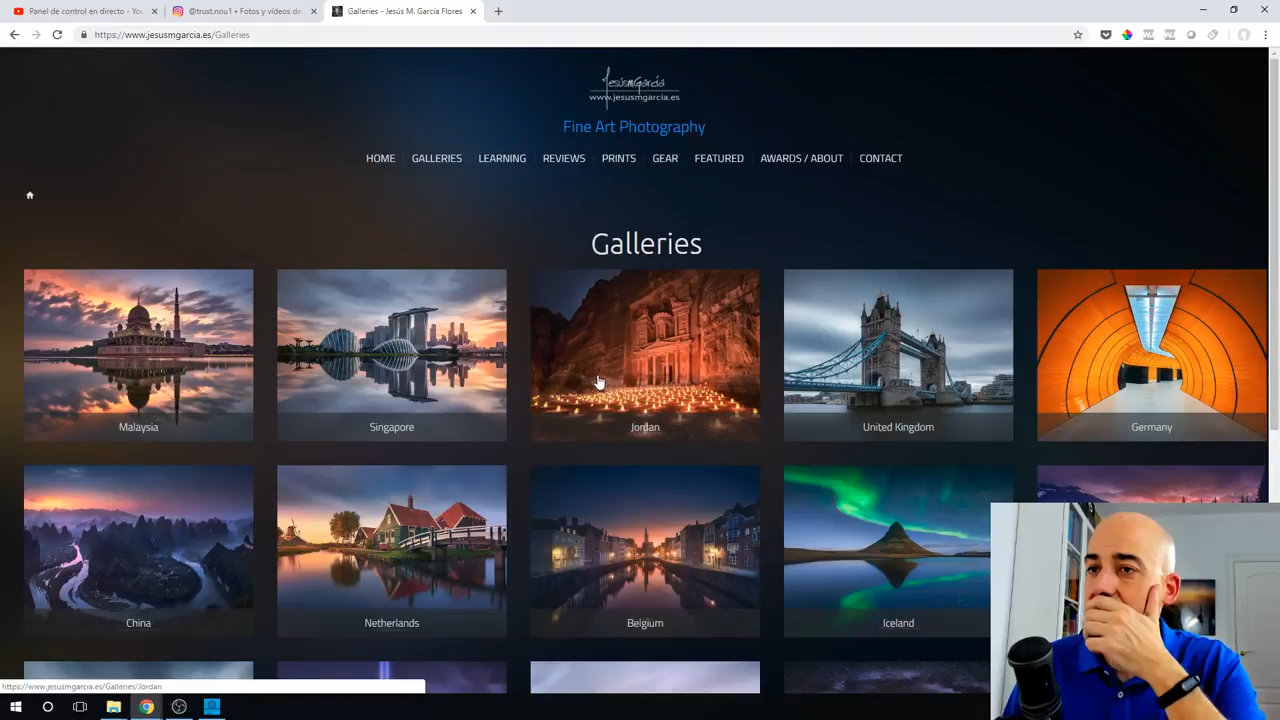 Panel de control en directo - You
@trust.nou1 • Fotos y vídeos de
Galleries - Jesús M. García Flores
https://www.jesusmgarcia.es/Galleries
jesusmgarcia
www.jesusmgarcia.es
Fine Art Photography
HOME GALLERIES LEARNING REVIEWS PRINTS GEAR FEATURED AWARDS / ABOUT CONTACT
Galleries
Malaysia
Singapore
Jordan
United Kingdom
Germany
China
Netherlands
Belgium
Iceland
https://www.jesusmgarcia.es/Galleries/Jordan